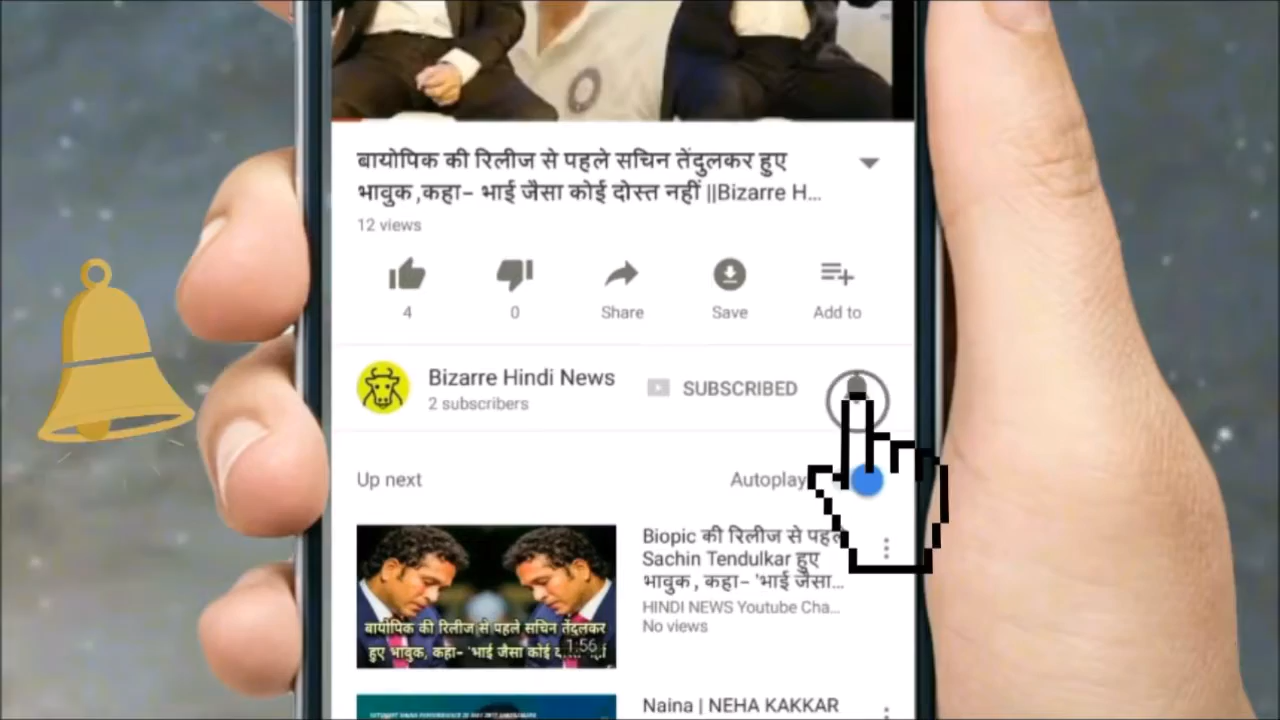 बायोपिक की रिलीज से पहले सचिन तेंदुलकर हुए
भावुक,कहा– भाई जैसा कोई दोस्त नहीं ||Bizarre H...
12 views
4
0
Share
Save
Add to
Bizarre Hindi News
2 subscribers
SUBSCRIBED
Up next
Autoplay
Biopic की रिलीज से पहले
Sachin Tendulkar हुए
भावुक, कहा– 'भाई जैसा...
HINDI NEWS Youtube Cha...
No views
बायोपिक की रिलीज से पहले सचिन तेंदुलकर
हुए भावुक, कहा– 'भाई जैसा कोई
1:56
Naina | NEHA KAKKAR